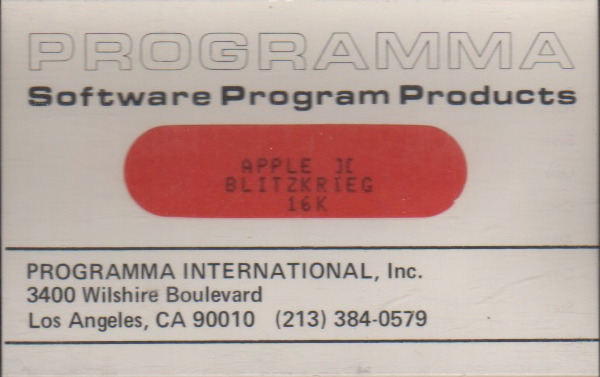 PROGRAMMA
Software Program Products
APPLE ][
BLITZKRIEG
16K
PROGRAMMA INTERNATIONAL, Inc.
3400 Wilshire Boulevard
Los Angeles, CA 90010 (213) 384-0579